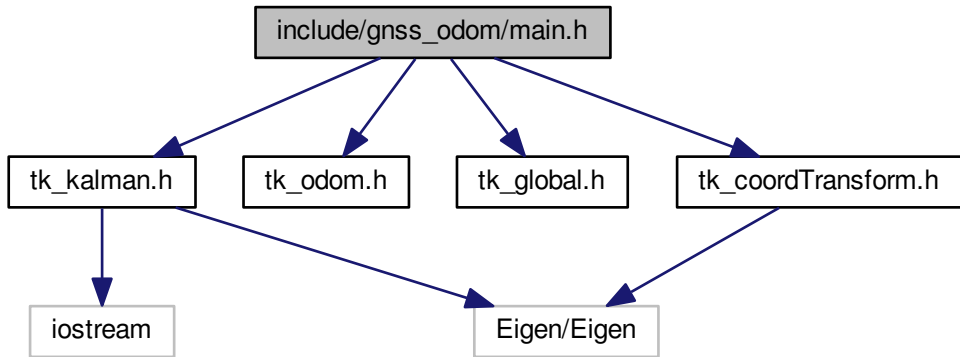 include/gnss_odom/main.h
tk_kalman.h
tk_odom.h
tk_global.h
tk_coordTransform.h
iostream
Eigen/Eigen